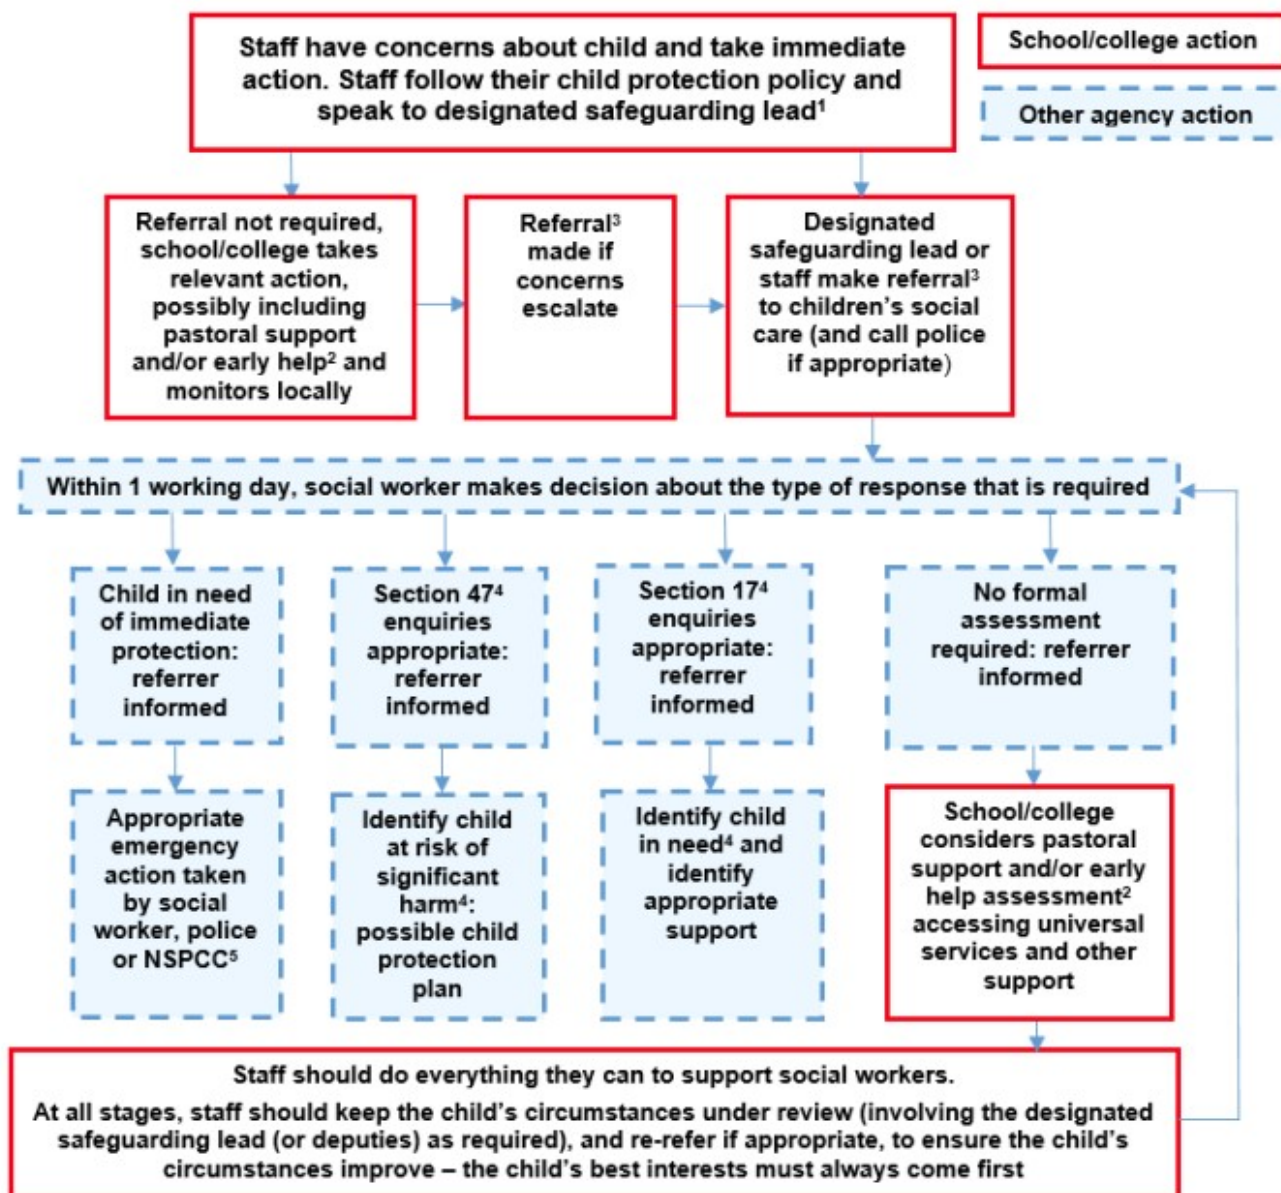 Staff have concerns about child and take immediate
action. Staff follow their child protection policy and
speak to designated safeguarding lead¹
School/college action
Other agency action
Referral not required,
school/college takes
relevant action,
possibly including
pastoral support
and/or early help² and
monitors locally
Referral³
made if
concerns
escalate
Designated
safeguarding lead or
staff make referral³
to children’s social
care (and call police
if appropriate)
Within 1 working day, social worker makes decision about the type of response that is required
Child in need
of immediate
protection:
referrer
informed
Section 47⁴
enquiries
appropriate:
referrer
informed
Section 17⁴
enquiries
appropriate:
referrer
informed
No formal
assessment
required: referrer
informed
Appropriate
emergency
action taken
by social
worker, police
or NSPCC⁵
Identify child
at risk of
significant
harm⁴:
possible child
protection
plan
Identify child
in need⁴ and
identify
appropriate
support
School/college
considers pastoral
support and/or early
help assessment²
accessing universal
services and other
support
Staff should do everything they can to support social workers.
At all stages, staff should keep the child’s circumstances under review (involving the designated
safeguarding lead (or deputies) as required), and re-refer if appropriate, to ensure the child’s
circumstances improve – the child’s best interests must always come first